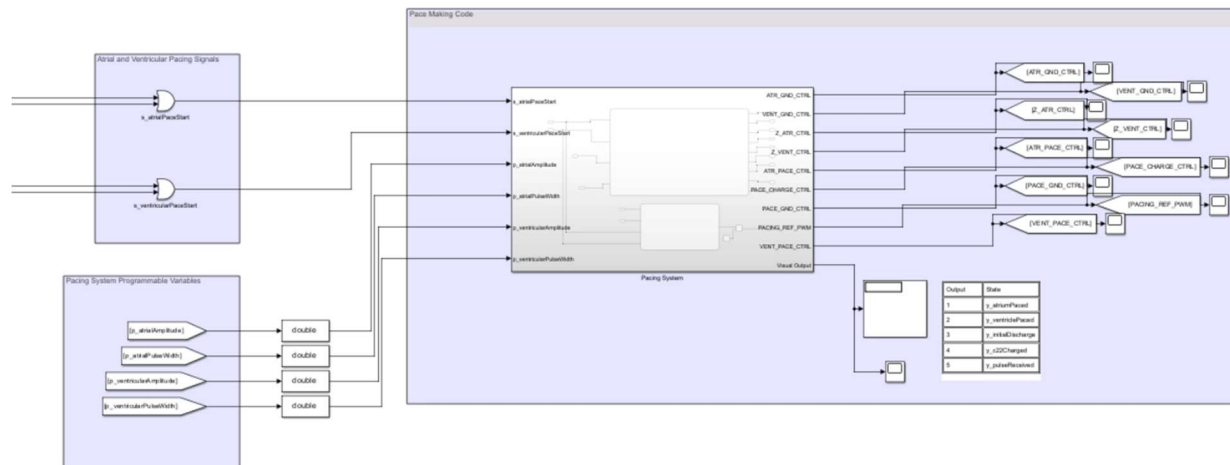 Pace Making Code
Atrial and Ventricular Pacing Signals
s_atrialPaceStart
s_ventricularPaceStart
Pacing System Programmable Variables
[p_atrialAmplitude]
double
[p_atrialPulseWidth]
double
[p_ventricularAmplitude]
double
[p_ventricularPulseWidth]
double
s_atrialPaceStart
s_ventricularPaceStart
p_atrialAmplitude
p_atrialPulseWidth
p_ventricularAmplitude
p_ventricularPulseWidth
ATR_GND_CTRL
VENT_GND_CTRL
Z_ATR_CTRL
Z_VENT_CTRL
ATR_PACE_CTRL
PACE_CHARGE_CTRL
PACE_GND_CTRL
PACING_REF_PWM
VENT_PACE_CTRL
Visual Output
Pacing System
[ATR_GND_CTRL]
[VENT_GND_CTRL]
[Z_ATR_CTRL]
[Z_VENT_CTRL]
[ATR_PACE_CTRL]
[PACE_CHARGE_CTRL]
[PACE_GND_CTRL]
[PACING_REF_PWM]
[VENT_PACE_CTRL]
Output State
1 y_atriumPaced
2 y_ventriclePaced
3 y_initialDischarge
4 y_c22Charged
5 y_pulseReceived